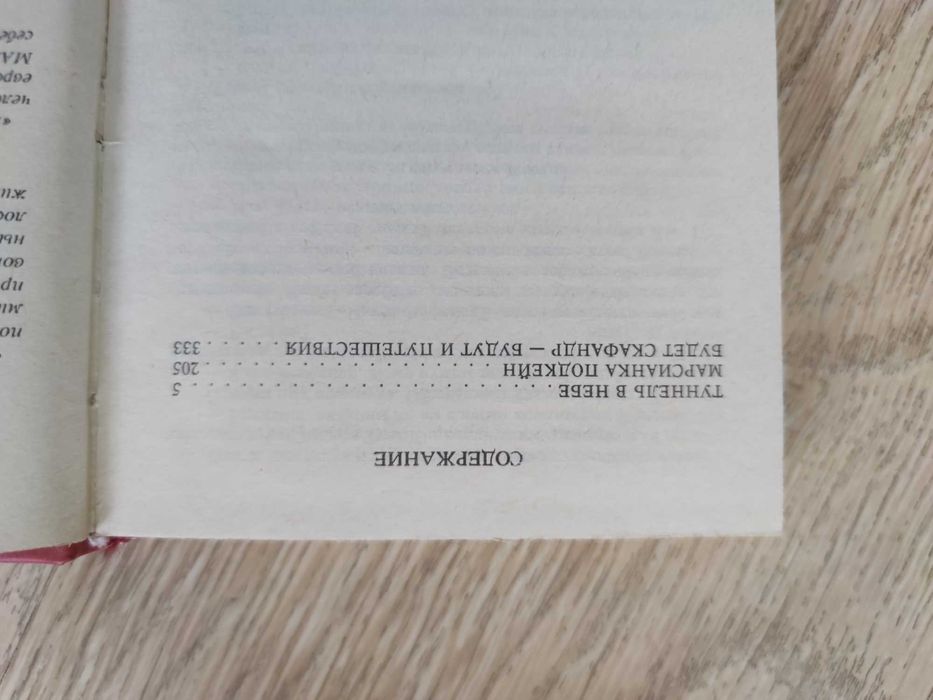 СОДЕРЖАНИЕ
ТУННЕЛЬ В НЕБЕ . . . . . . . . . . . . . . . . . . . . . 5
МАРСИАНКА ПОДКЕЙН . . . . . . . . . . . . . . . . 205
БУДЕТ СКАФАНДР — БУДУТ И ПУТЕШЕСТВИЯ . . . . . . 333